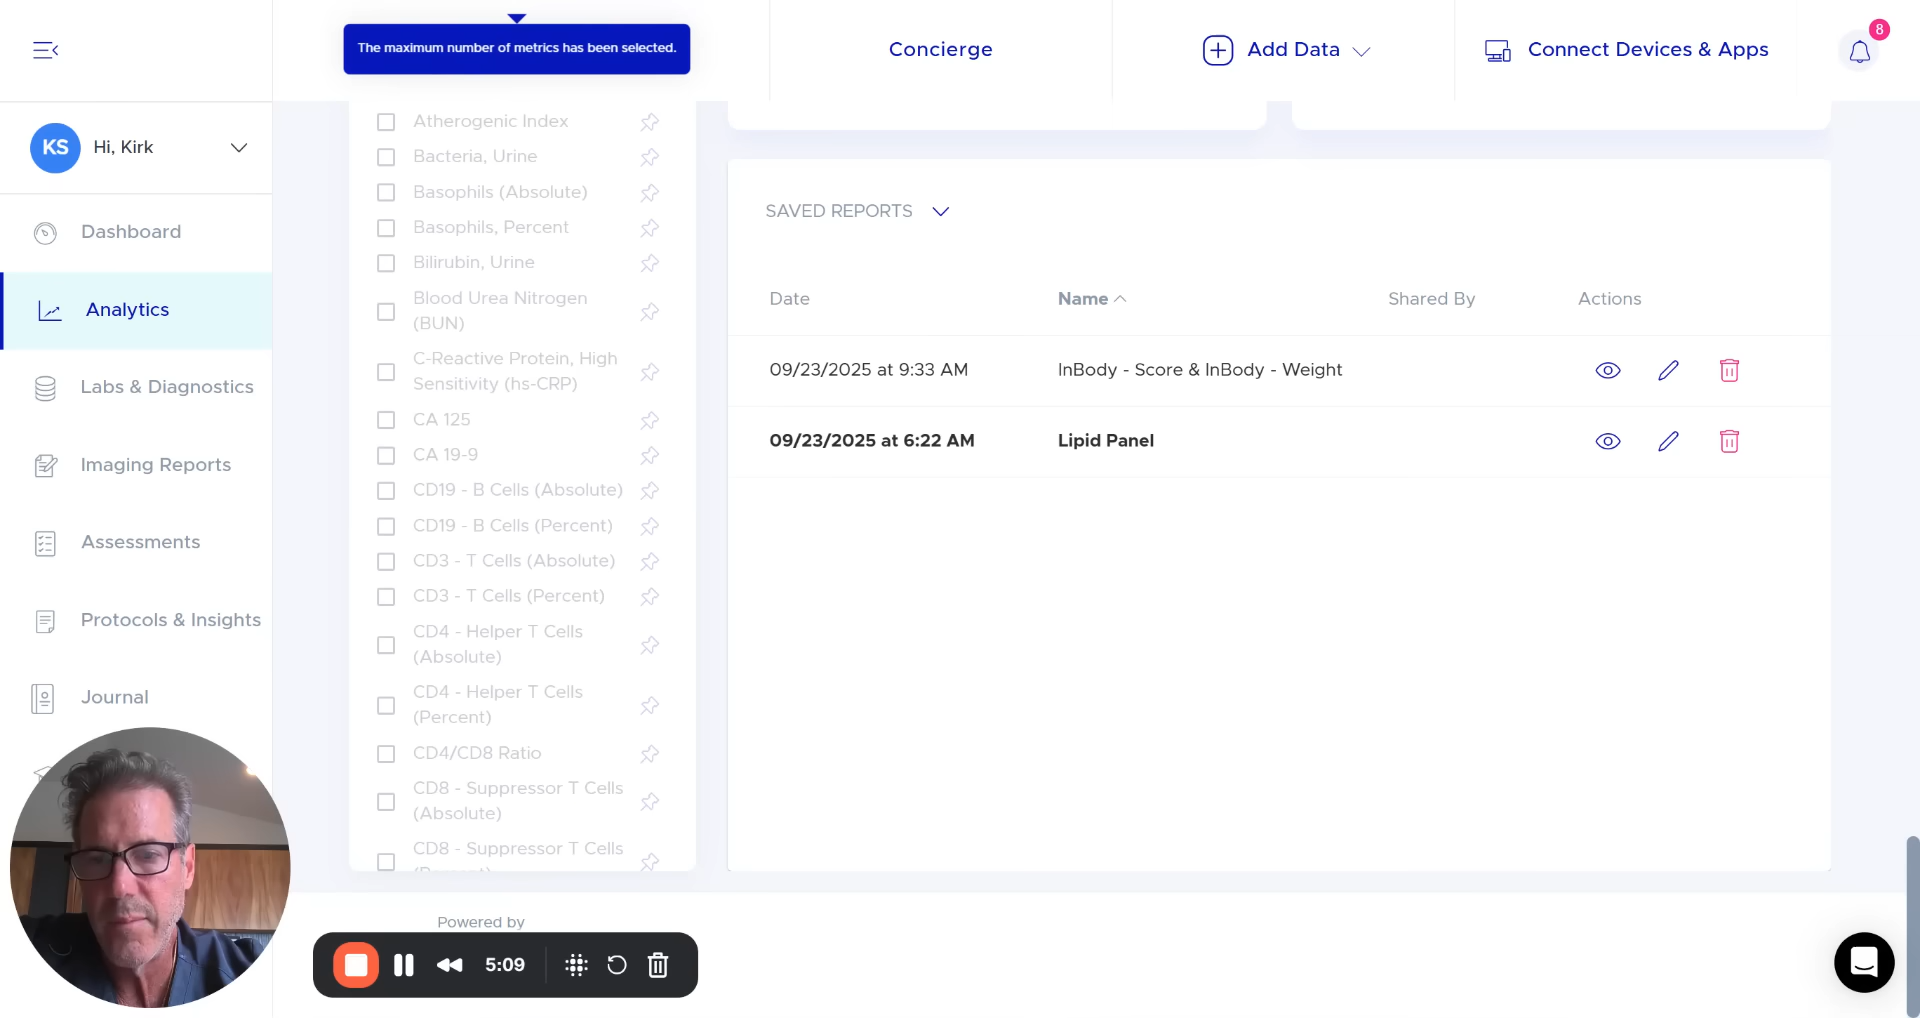 The maximum number of metrics has been selected.
Concierge
Add Data
Connect Devices & Apps
8
KS
Hi, Kirk
Dashboard
Analytics
Labs & Diagnostics
Imaging Reports
Assessments
Protocols & Insights
Journal
Atherogenic Index
Bacteria, Urine
Basophils (Absolute)
Basophils, Percent
Bilirubin, Urine
Blood Urea Nitrogen
(BUN)
C-Reactive Protein, High
Sensitivity (hs-CRP)
CA 125
CA 19-9
CD19 - B Cells (Absolute)
CD19 - B Cells (Percent)
CD3 - T Cells (Absolute)
CD3 - T Cells (Percent)
CD4 - Helper T Cells
(Absolute)
CD4 - Helper T Cells
(Percent)
CD4/CD8 Ratio
CD8 - Suppressor T Cells
(Absolute)
CD8 - Suppressor T Cells
SAVED REPORTS
Date Name Shared By Actions
09/23/2025 at 9:33 AM InBody - Score & InBody - Weight
09/23/2025 at 6:22 AM Lipid Panel
Powered by
5:09